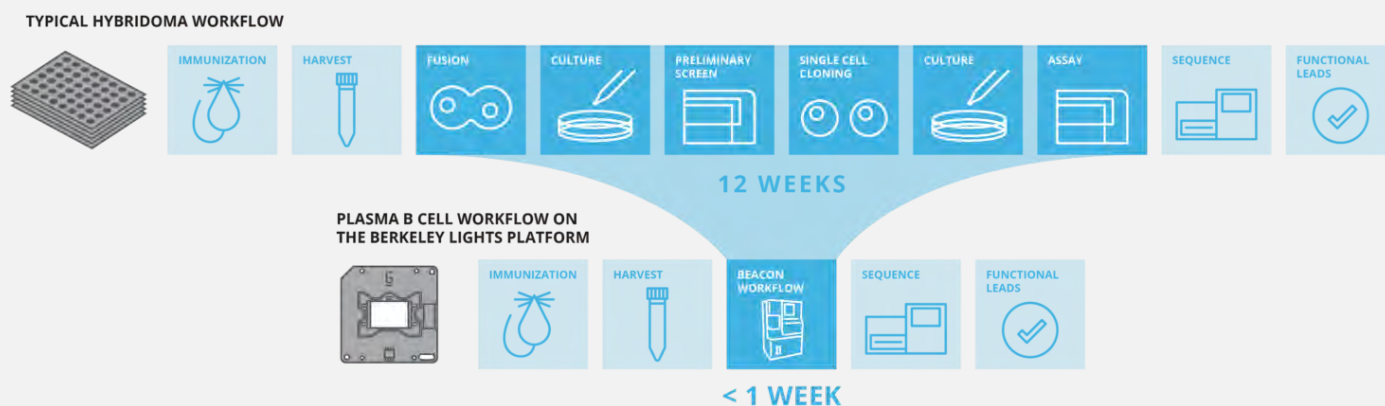 TYPICAL HYBRIDOMA WORKFLOW
IMMUNIZATION
HARVEST
FUSION
CULTURE
PRELIMINARY
SCREEN
SINGLE CELL
CLONING
CULTURE
ASSAY
SEQUENCE
FUNCTIONAL
LEADS
12 WEEKS
PLASMA B CELL WORKFLOW ON
THE BERKELEY LIGHTS PLATFORM
IMMUNIZATION
HARVEST
BEACON
WORKFLOW
SEQUENCE
FUNCTIONAL
LEADS
< 1 WEEK